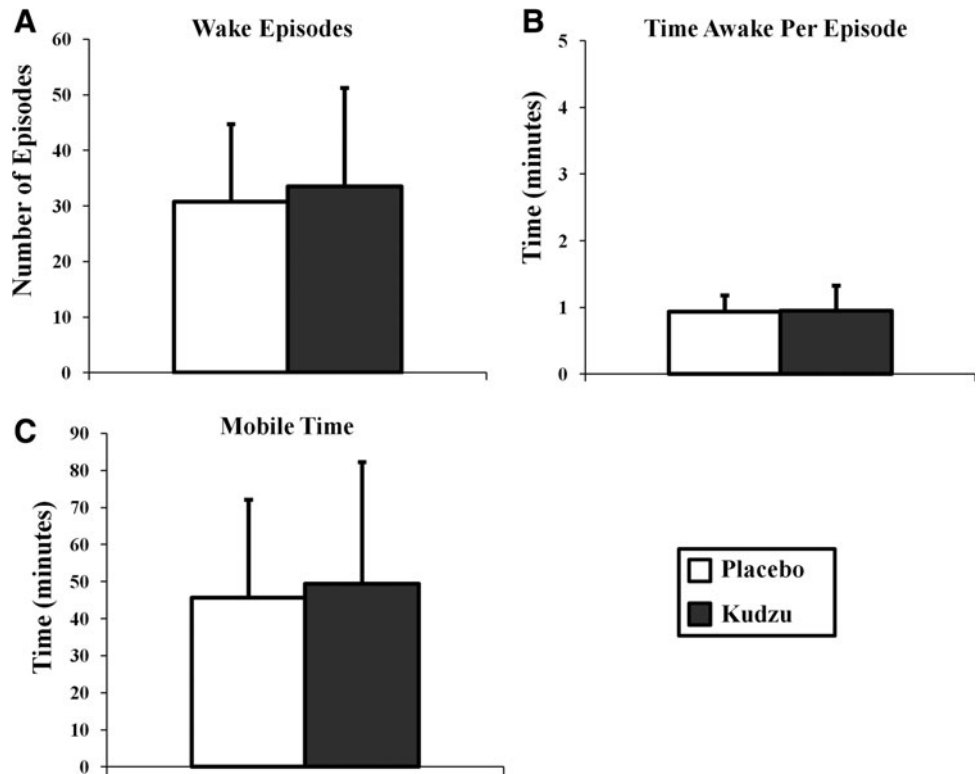 A
Wake Episodes
Number of Episodes
60
50
40
30
20
10
0
B
Time Awake Per Episode
Time (minutes)
5
4
3
2
1
0
C
Mobile Time
Time (minutes)
90
80
70
60
50
40
30
20
10
0
Placebo
Kudzu